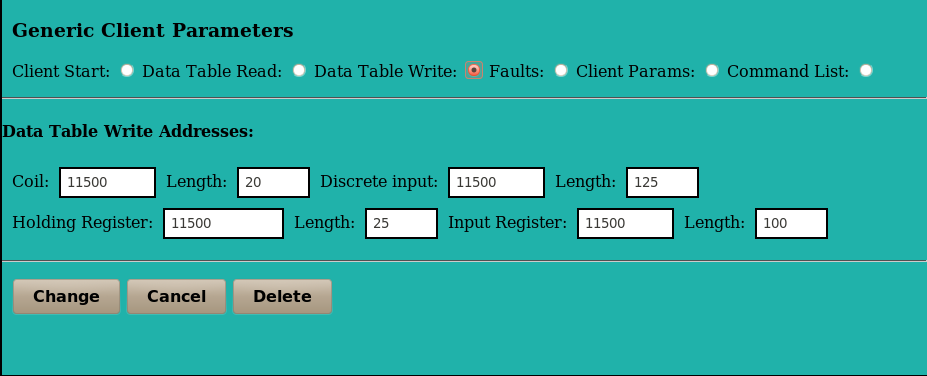 Generic Client Parameters
Client Start: Data Table Read: Data Table Write: Faults: Client Params: Command List:
Data Table Write Addresses:
Coil: 11500 Length: 20 Discrete input: 11500 Length: 125
Holding Register: 11500 Length: 25 Input Register: 11500 Length: 100
Change Cancel Delete